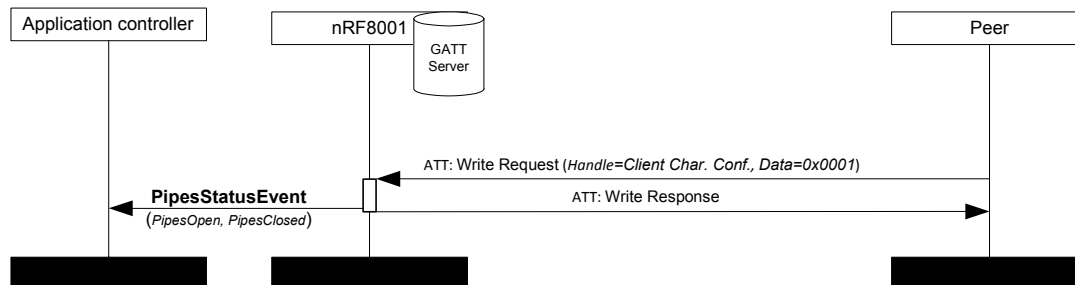 Application controller
nRF8001
Peer
GATT
Server
ATT: Write Request (Handle=Client Char. Conf., Data=0x0001)
PipesStatusEvent
ATT: Write Response
(PipesOpen, PipesClosed)